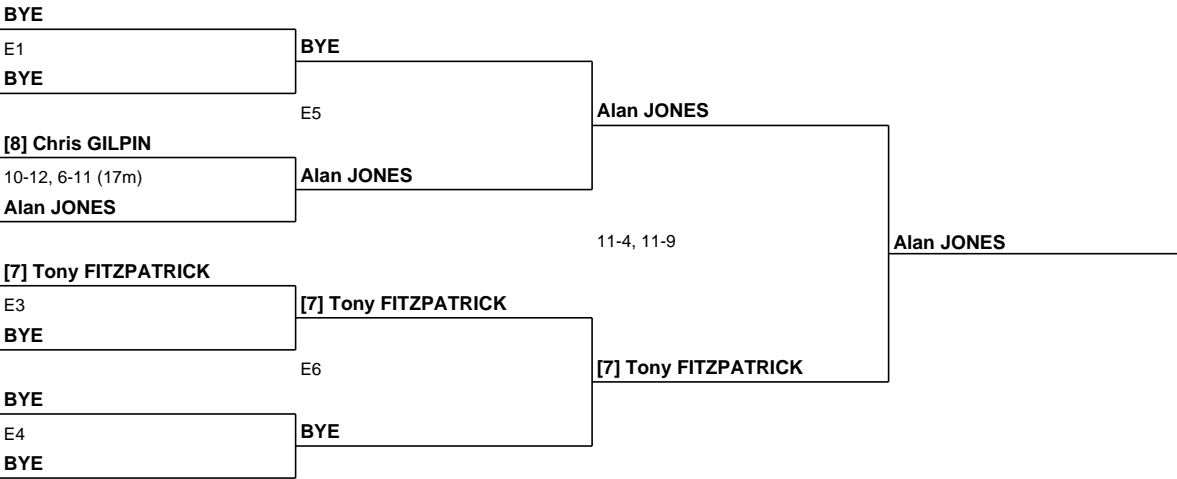 BYE
E1
BYE
BYE
E5
Alan JONES
[8] Chris GILPIN
10-12, 6-11 (17m)
Alan JONES
Alan JONES
11-4, 11-9
Alan JONES
[7] Tony FITZPATRICK
E3
[7] Tony FITZPATRICK
BYE
E6
[7] Tony FITZPATRICK
BYE
E4
BYE
BYE